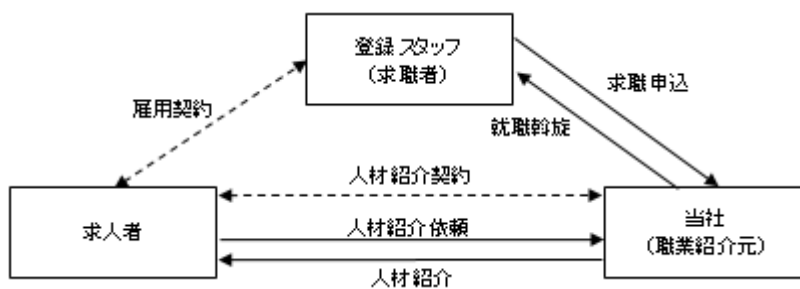 登録スタッフ
（求職者）
求職申込
雇用契約
就職斡旋
人材紹介契約
求人者
人材紹介依頼
当社
（職業紹介元）
人材紹介